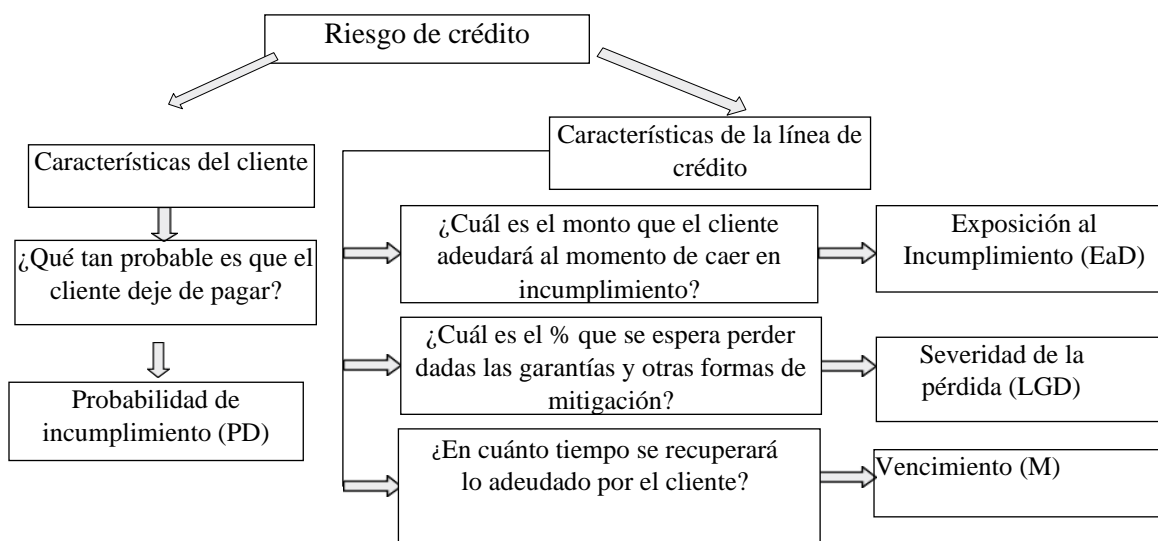 Riesgo de crédito
Características del cliente
¿Qué tan probable es que el
cliente deje de pagar?
Probabilidad de
incumplimiento (PD)
Características de la línea de
crédito
¿Cuál es el monto que el cliente
adeudará al momento de caer en
incumplimiento?
Exposición al
Incumplimiento (EaD)
¿Cuál es el % que se espera perder
dadas las garantías y otras formas de
mitigación?
Severidad de la
pérdida (LGD)
¿En cuánto tiempo se recuperará
lo adeudado por el cliente?
Vencimiento (M)